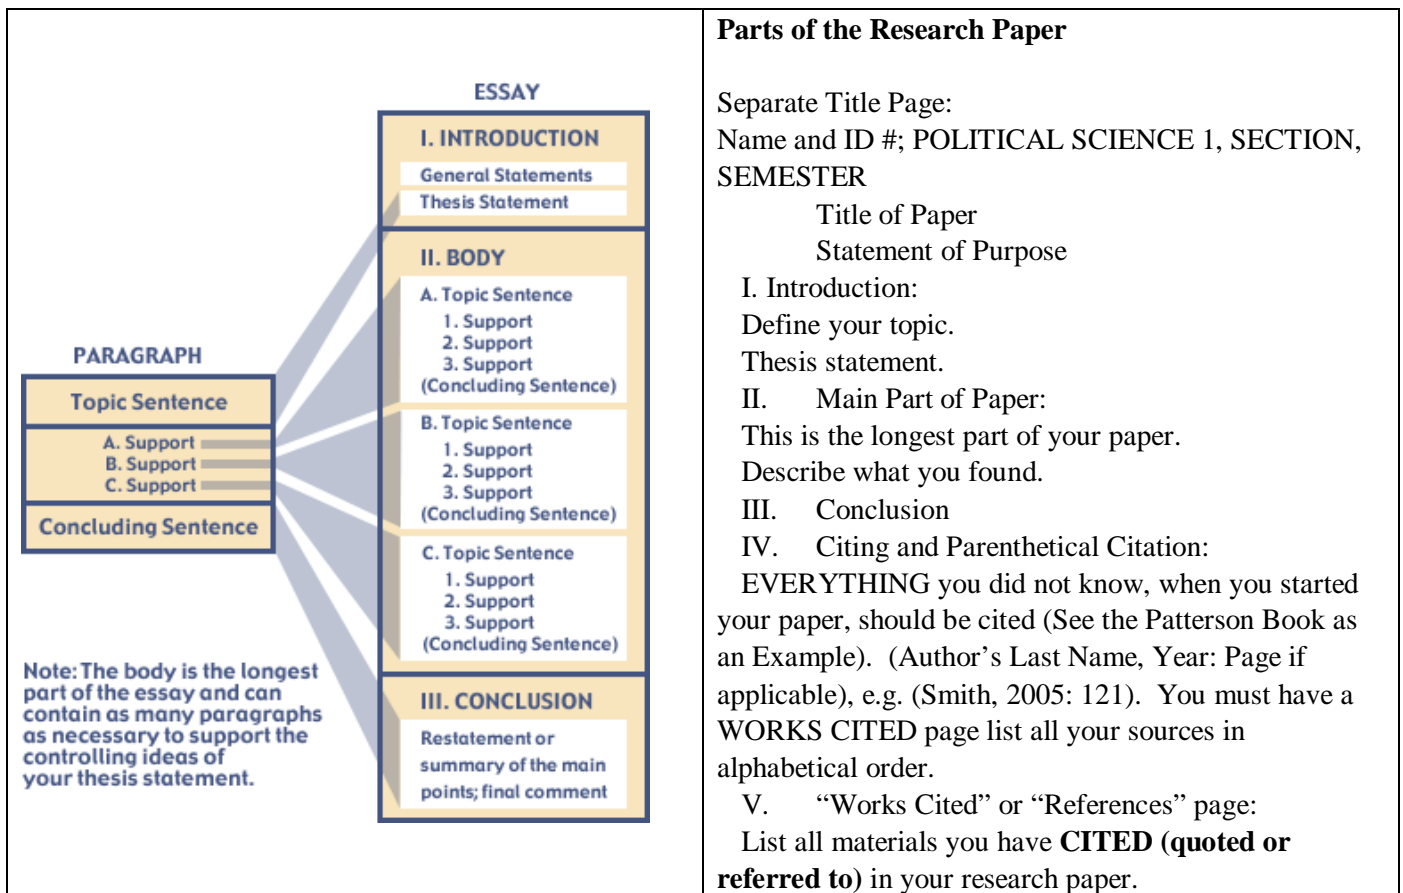 PARAGRAPH
Topic Sentence
A. Support
B. Support
C. Support
Concluding Sentence
Note: The body is the longest
part of the essay and can
contain as many paragraphs
as necessary to support the
controlling ideas of
your thesis statement.
ESSAY
I. INTRODUCTION
General Statements
Thesis Statement
II. BODY
A. Topic Sentence
1. Support
2. Support
3. Support
(Concluding Sentence)
B. Topic Sentence
1. Support
2. Support
3. Support
(Concluding Sentence)
C. Topic Sentence
1. Support
2. Support
3. Support
(Concluding Sentence)
III. CONCLUSION
Restatement or
summary of the main
points; final comment
Parts of the Research Paper
Separate Title Page:
Name and ID #; POLITICAL SCIENCE 1, SECTION,
SEMESTER
Title of Paper
Statement of Purpose
I. Introduction:
Define your topic.
Thesis statement.
II. Main Part of Paper:
This is the longest part of your paper.
Describe what you found.
III. Conclusion
IV. Citing and Parenthetical Citation:
EVERYTHING you did not know, when you started
your paper, should be cited (See the Patterson Book as
an Example). (Author’s Last Name, Year: Page if
applicable), e.g. (Smith, 2005: 121). You must have a
WORKS CITED page list all your sources in
alphabetical order.
V. “Works Cited” or “References” page:
List all materials you have CITED (quoted or
referred to) in your research paper.